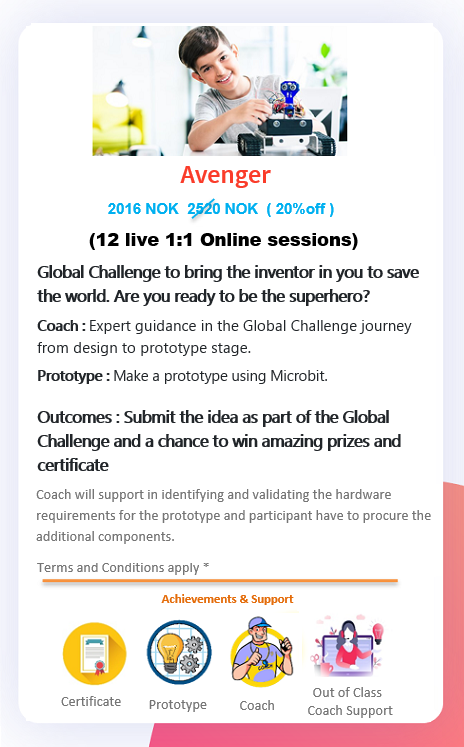 Avenger
2016 NOK 2520 NOK ( 20%off )
(12 live 1:1 Online sessions)
Global Challenge to bring the inventor in you to save
the world. Are you ready to be the superhero?
Coach : Expert guidance in the Global Challenge journey
from design to prototype stage.
Prototype : Make a prototype using Microbit.
Outcomes : Submit the idea as part of the Global
Challenge and a chance to win amazing prizes and
certificate
Coach will support in identifying and validating the hardware
requirements for the prototype and participant have to procure the
additional components.
Terms and Conditions apply *
Achievements & Support
COACH
Certificate
Prototype
Coach
Out of Class
Coach Support